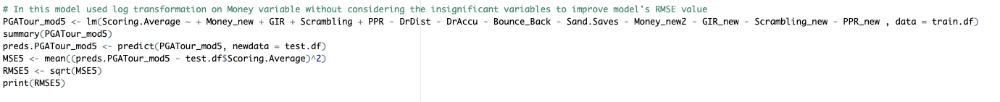 # In this model used log transformation on Money variable without considering the insignificant variables to improve model's RMSE value
PGATour_mod5 <- lm(Scoring.Average ~ + Money_new + GIR + Scrambling + PPR - DrDist - DrAccu - Bounce_Back - Sand.Saves - Money_new2 - GIR_new - Scrambling_new - PPR_new , data = train.df)
summary(PGATour_mod5)
preds.PGATour_mod5 <- predict(PGATour_mod5, newdata = test.df)
MSE5 <- mean((preds.PGATour_mod5 - test.df$Scoring.Average)^2)
RMSE5 <- sqrt(MSE5)
print(RMSE5)